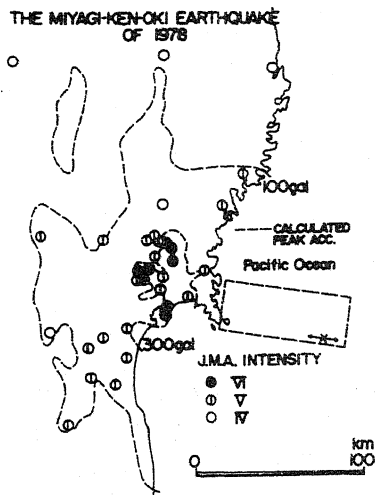 THE MIYAGI-KEN-OKI EARTHQUAKE
OF 1978
100gal
CALCULATED
PEAK ACC.
Pacific Ocean
300gal
J.M.A. INTENSITY
VI
V
IV
km
0 100